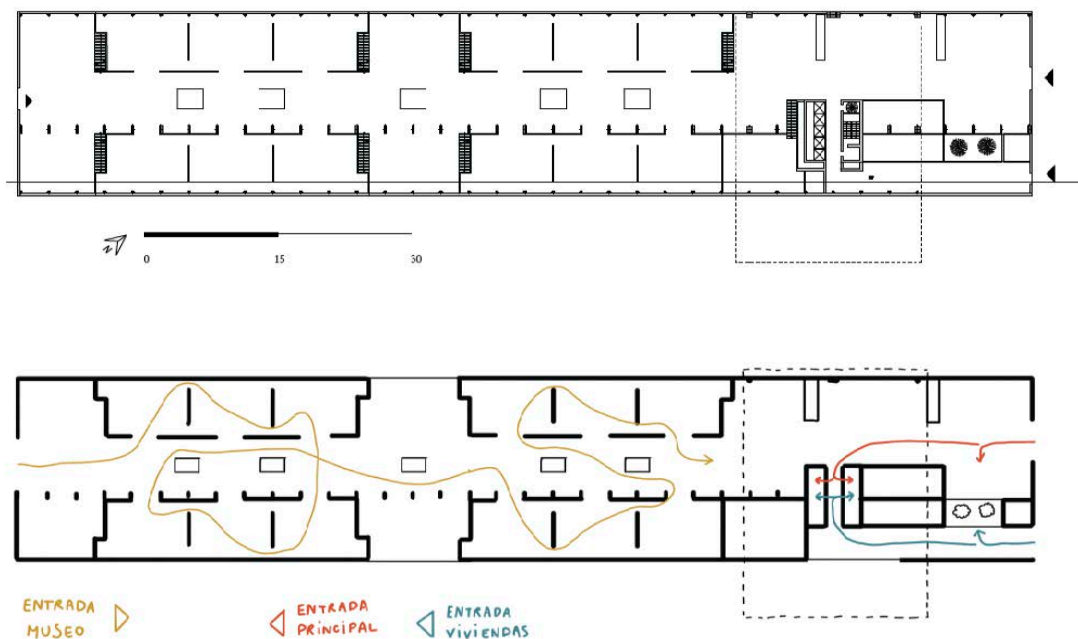 N
0
15
30
ENTRADA
MUSEO
ENTRADA
PRINCIPAL
ENTRADA
VIVIENDAS